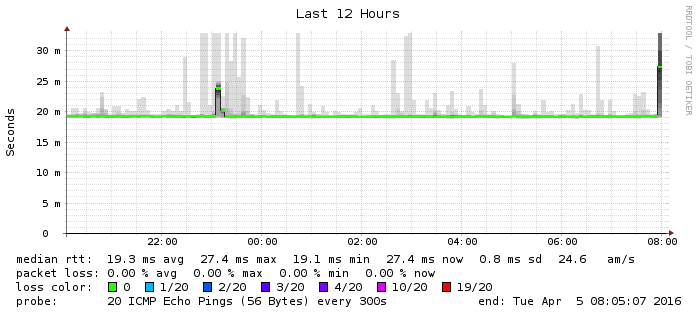 Last 12 Hours
RRDTOOL / TOBI OETIKER
Seconds
30 m
25 m
20 m
15 m
10 m
5 m
0
22:00 00:00 02:00 04:00 06:00 08:00
median rtt: 19.3 ms avg 27.4 ms max 19.1 ms min 27.4 ms now 0.8 ms sd 24.6 am/s
packet loss: 0.00 % avg 0.00 % max 0.00 % min 0.00 % now
loss color: 0 1/20 2/20 3/20 4/20 10/20 19/20
probe: 20 ICMP Echo Pings (56 Bytes) every 300s end: Tue Apr 5 08:05:07 2016